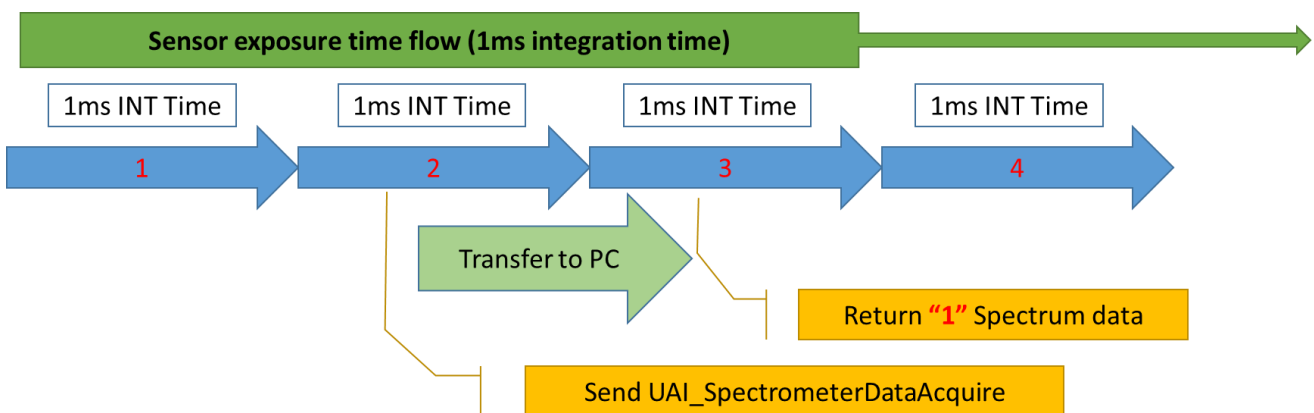 Sensor exposure time flow (1ms integration time)
1ms INT Time
1ms INT Time
1ms INT Time
1ms INT Time
1
2
3
4
Transfer to PC
Return “1” Spectrum data
Send UAI_SpectrometerDataAcquire